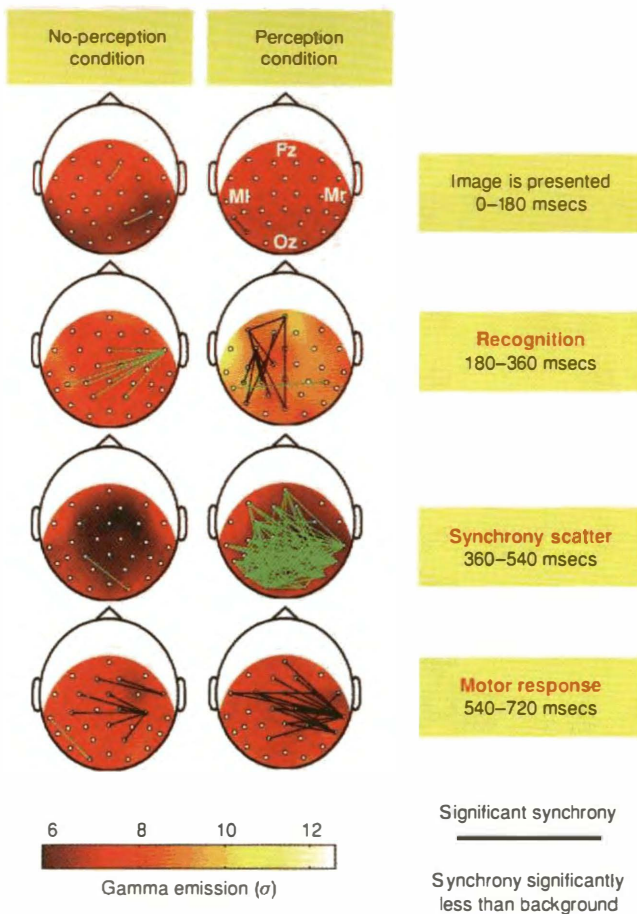 No-perception
condition
Perception
condition
Pz
Ml
Mr
Oz
Image is presented
0–180 msecs
Recognition
180–360 msecs
Synchrony scatter
360–540 msecs
Motor response
540–720 msecs
6 8 10 12
Gamma emission (σ)
Significant synchrony
Synchrony significantly
less than background